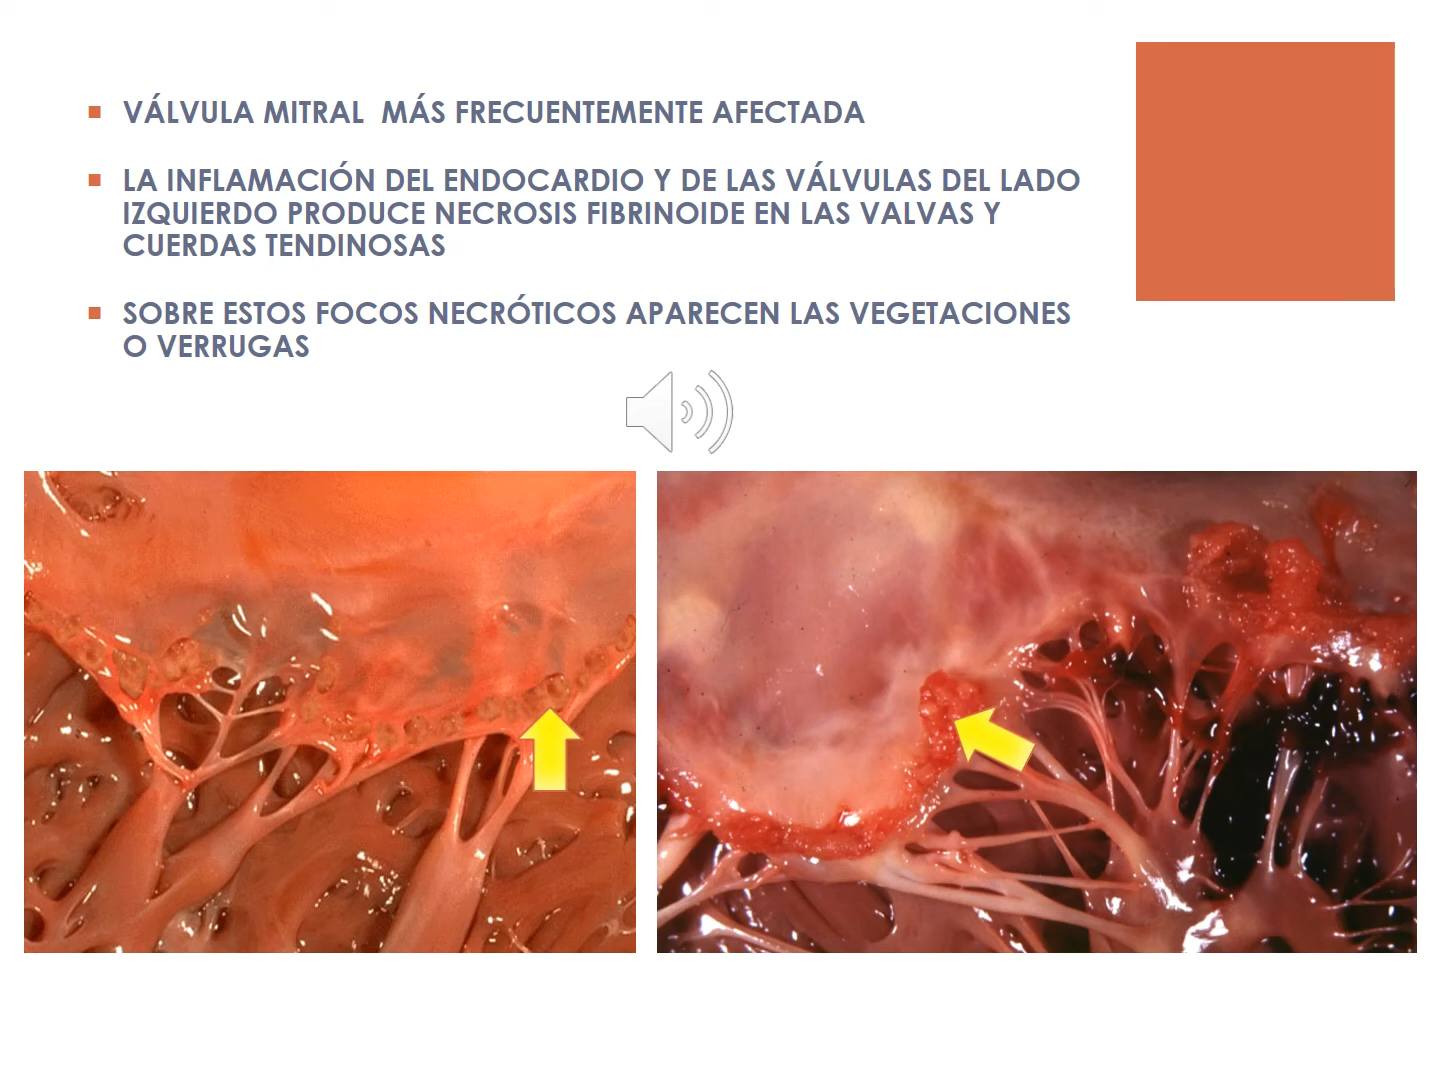 VÁLVULA MITRAL MÁS FRECUENTEMENTE AFECTADA
LA INFLAMACIÓN DEL ENDOCARDIO Y DE LAS VÁLVULAS DEL LADO
IZQUIERDO PRODUCE NECROSIS FIBRINOIDE EN LAS VALVAS Y
CUERDAS TENDINOSAS
SOBRE ESTOS FOCOS NECRÓTICOS APARECEN LAS VEGETACIONES
O VERRUGAS